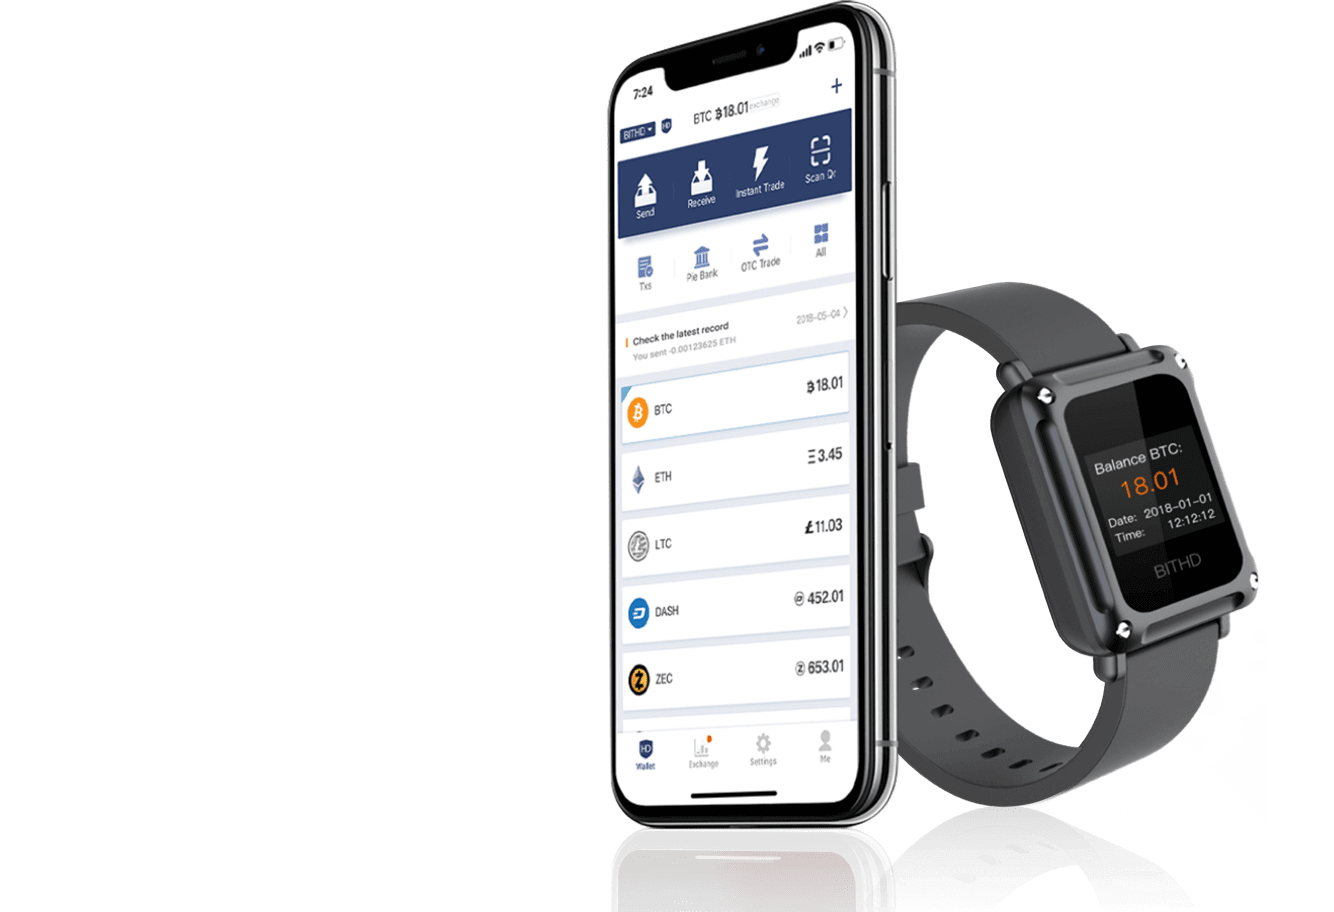 7:24
BITHD
HD
BTC ฿18.01 exchange
+
Send
Receive
Instant Trade
Scan Qr
Txs
Pie Bank
OTC Trade
All
Check the latest record
2018-05-04 〉
You sent -0.00123625 ETH
BTC
฿18.01
ETH
Ξ3.45
LTC
Ł11.03
DASH
452.01
ZEC
653.01
HD
Wallet
Exchange
Settings
Me
Balance BTC:
18.01
Date: 2018-01-01
Time: 12:12:12
BITHD